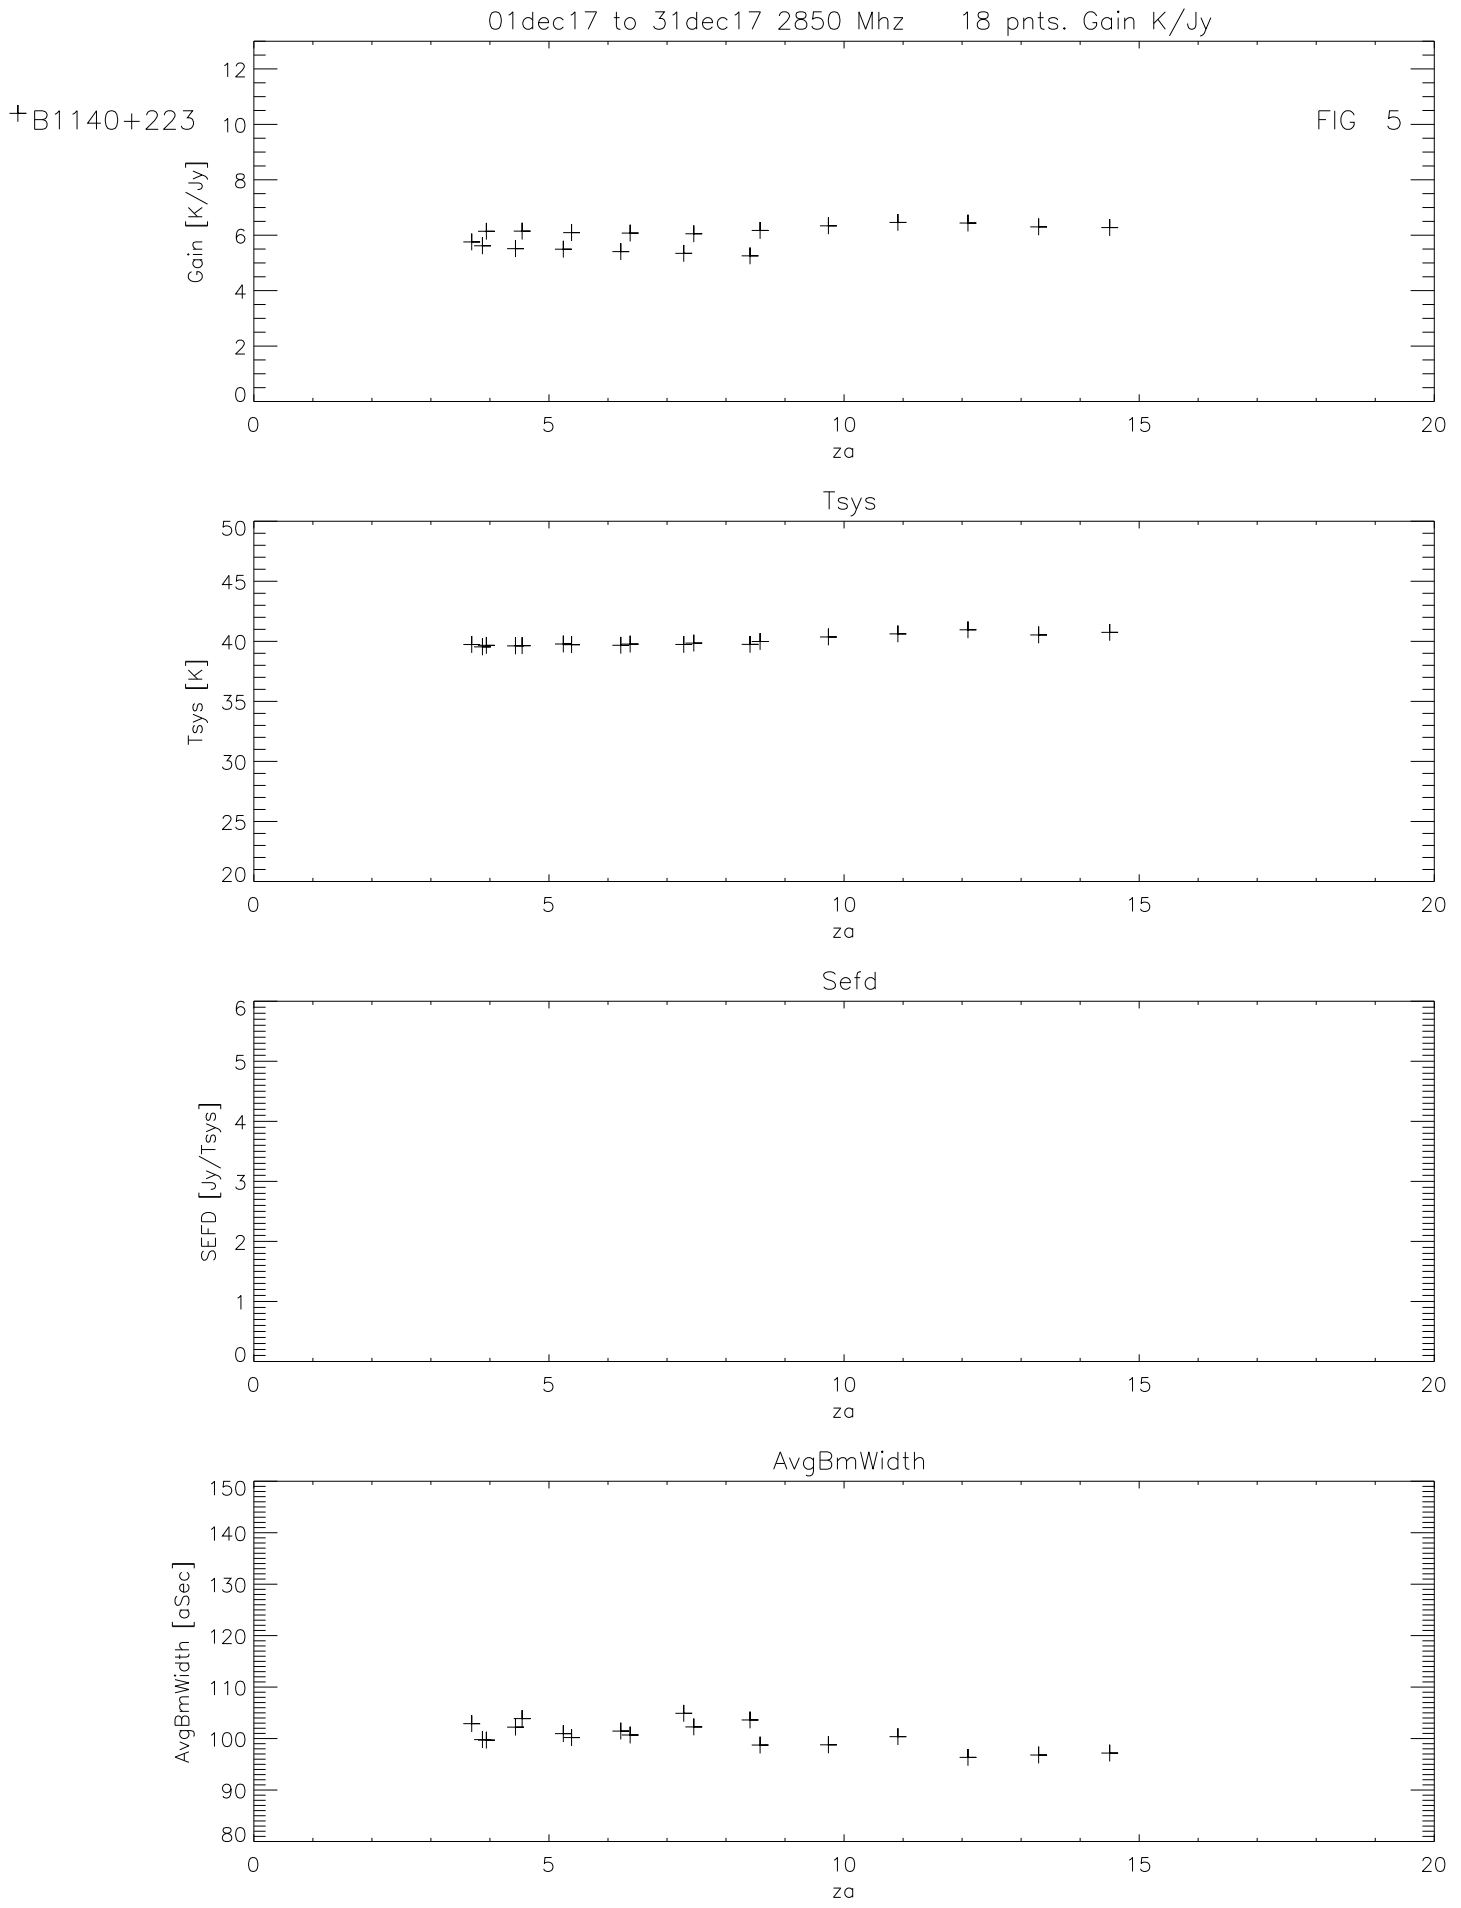 01dec17 to 31dec17 2850 Mhz 18 pnts. Gain K/Jy
+B1140+223
FIG 5
Gain [K/Jy]
12
10
8
6
4
2
0
0 5 10 15 20
za
Tsys
Tsys [K]
50
45
40
35
30
25
20
0 5 10 15 20
za
Sefd
SEFD [Jy/Tsys]
6
5
4
3
2
1
0
0 5 10 15 20
za
AvgBmWidth
AvgBmWidth [aSec]
150
140
130
120
110
100
90
80
0 5 10 15 20
za